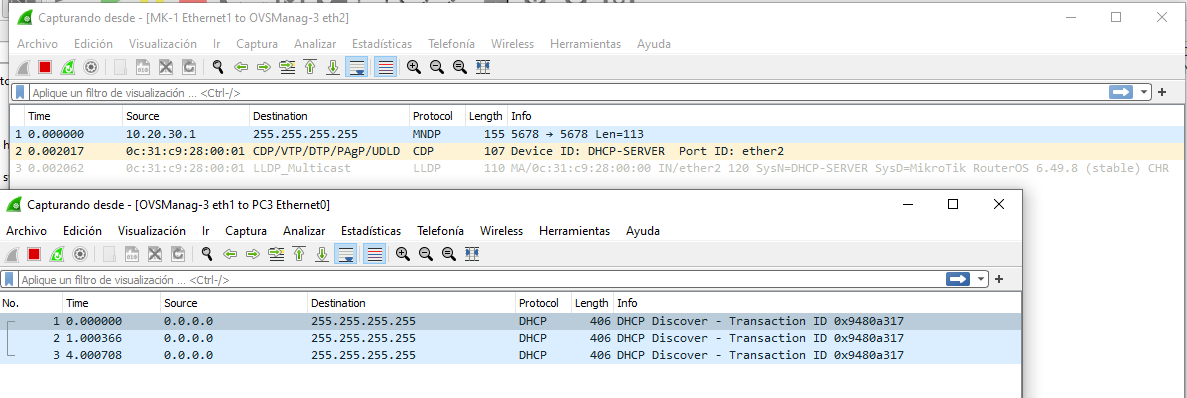 Capturando desde - [MK-1 Ethernet1 to OVSManag-3 eth2]
Archivo Edición Visualización Ir Captura Analizar Estadísticas Telefonía Wireless Herramientas Ayuda
Aplique un filtro de visualización ... <Ctrl-/>
Time Source Destination Protocol Length Info
1 0.000000 10.20.30.1 255.255.255.255 MNDP 155 5678 → 5678 Len=113
2 0.002017 0c:31:c9:28:00:01 CDP/VTP/DTP/PAgP/UDLD CDP 107 Device ID: DHCP-SERVER Port ID: ether2
3 0.002062 0c:31:c9:28:00:01 LLDP_Multicast LLDP 110 MA/0c:31:c9:28:00:00 IN/ether2 120 SysN=DHCP-SERVER SysD=MikroTik RouterOS 6.49.8 (stable) CHR
Capturando desde - [OVSManag-3 eth1 to PC3 Ethernet0]
Archivo Edición Visualización Ir Captura Analizar Estadísticas Telefonía Wireless Herramientas Ayuda
Aplique un filtro de visualización ... <Ctrl-/>
No. Time Source Destination Protocol Length Info
1 0.000000 0.0.0.0 255.255.255.255 DHCP 406 DHCP Discover - Transaction ID 0x9480a317
2 1.000366 0.0.0.0 255.255.255.255 DHCP 406 DHCP Discover - Transaction ID 0x9480a317
3 4.000708 0.0.0.0 255.255.255.255 DHCP 406 DHCP Discover - Transaction ID 0x9480a317